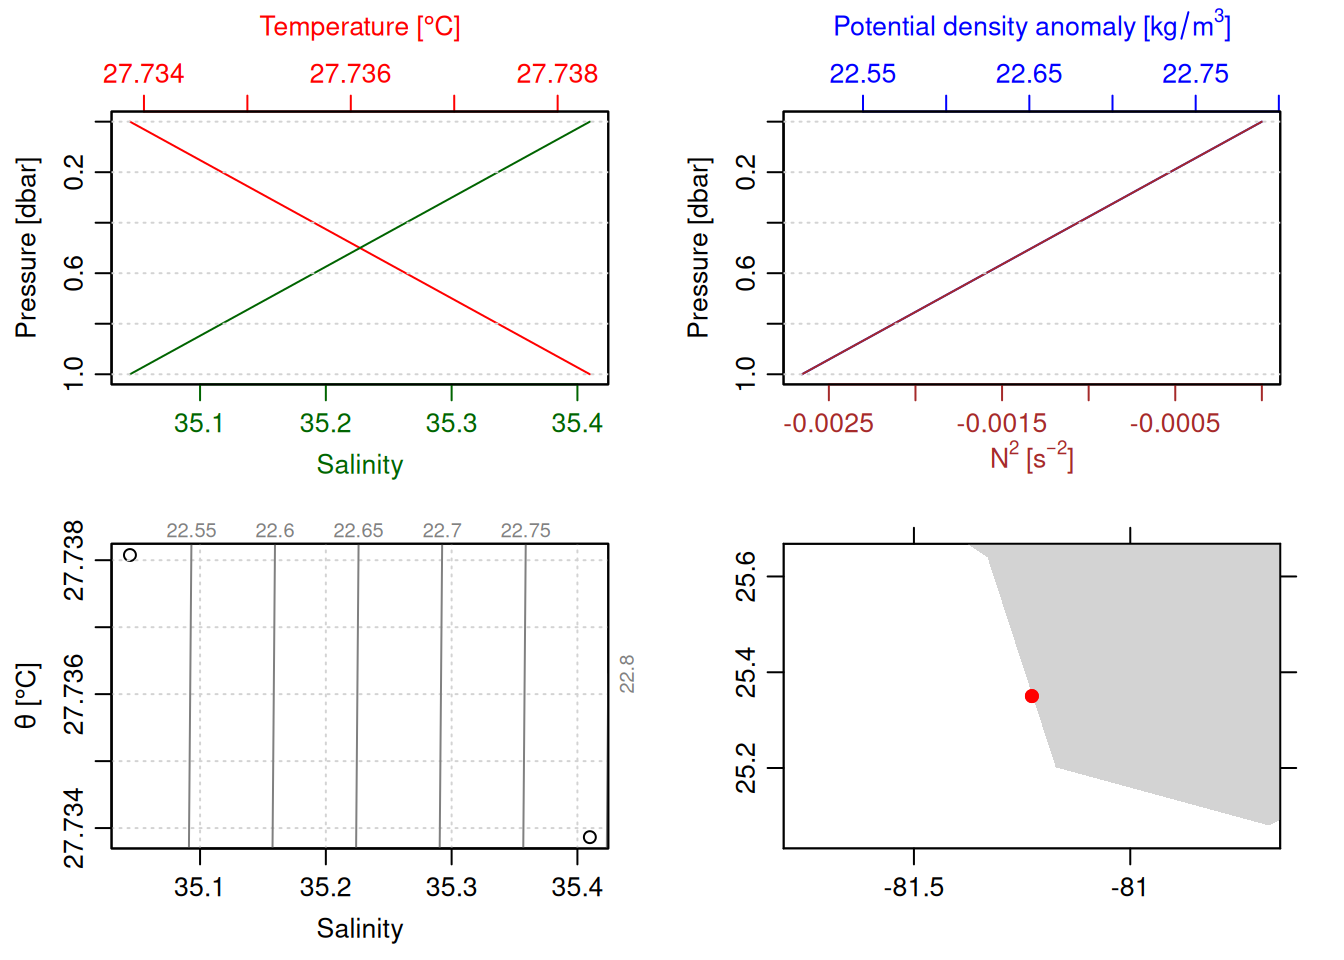 Temperature [°C]
27.734 27.736 27.738
Pressure [dbar]
0.2 0.6 1.0
35.1 35.2 35.3 35.4
Salinity
Potential density anomaly [kg/m³]
22.55 22.65 22.75
Pressure [dbar]
0.2 0.6 1.0
-0.0025 -0.0015 -0.0005
N² [s⁻²]
22.55 22.6 22.65 22.7 22.75
22.8
θ [°C]
27.738 27.736 27.734
35.1 35.2 35.3 35.4
Salinity
25.6 25.4 25.2
-81.5 -81